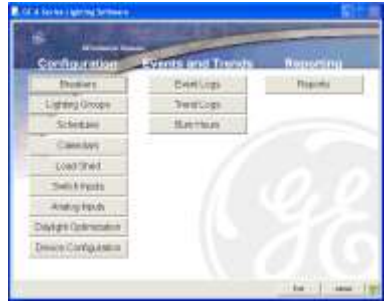 GE A Series Lighting Software
Configuration
Events and Trends
Reporting
Breakers
Event Logs
Reports
Lighting Groups
Trend Logs
Schedules
Burn Hours
Calendars
Load Shed
Switch Inputs
Analog Inputs
Daylight Optimization
Device Configuration
Exit
About